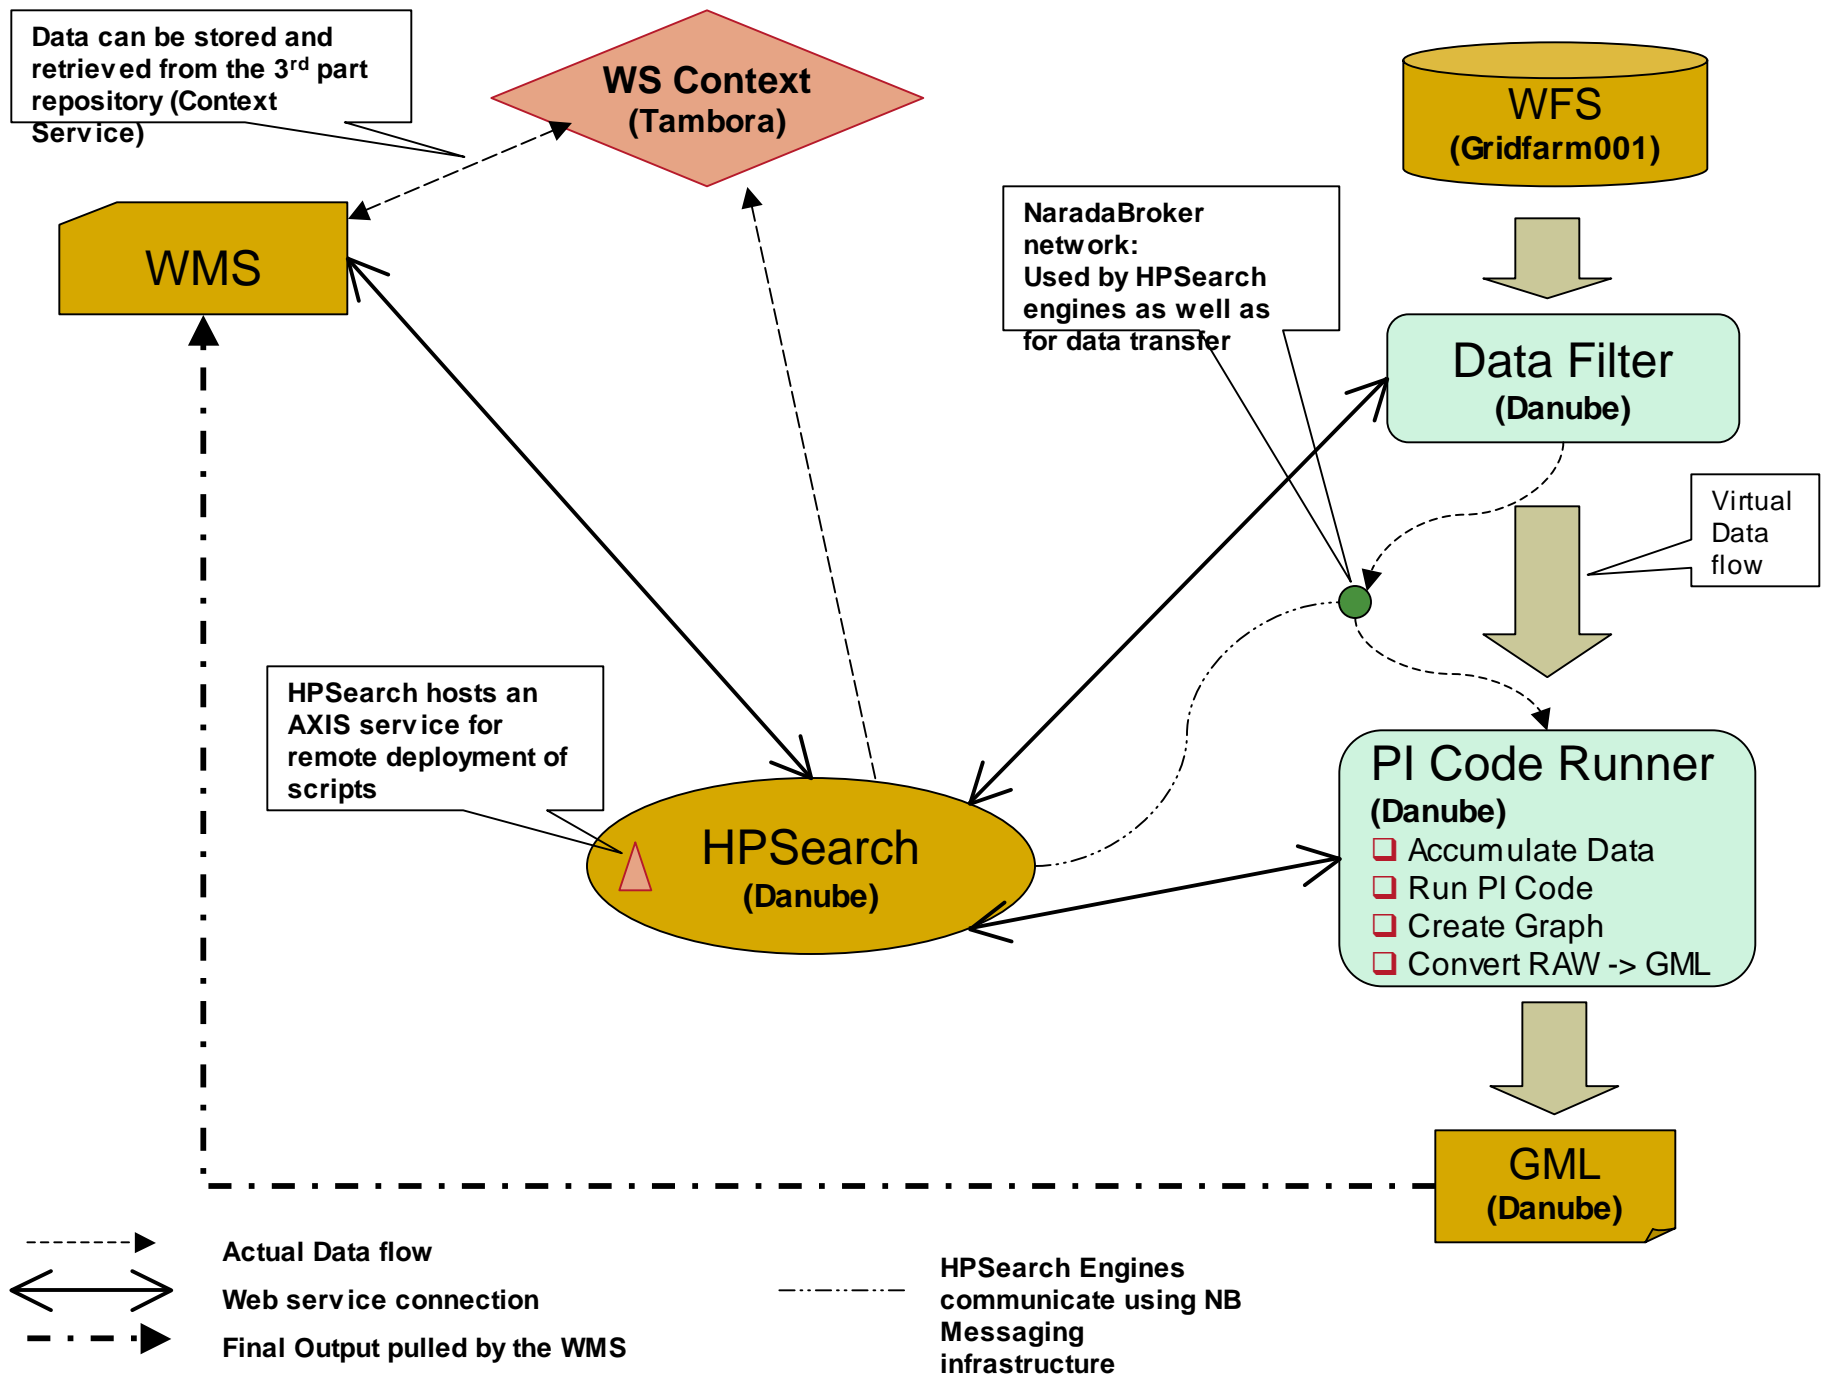 Data can be stored and
retrieved from the 3rd part
repository (Context
Service)
WS Context
(Tambora)
WFS
(Gridfarm001)
NaradaBroker
network:
Used by HPSearch
engines as well as
for data transfer
WMS
Data Filter
(Danube)
Virtual
Data
flow
HPSearch hosts an
AXIS service for
remote deployment of
scripts
HPSearch
(Danube)
PI Code Runner
(Danube)
❑ Accumulate Data
❑ Run PI Code
❑ Create Graph
❑ Convert RAW -> GML
GML
(Danube)
Actual Data flow
Web service connection
Final Output pulled by the WMS
HPSearch Engines
communicate using NB
Messaging
infrastructure